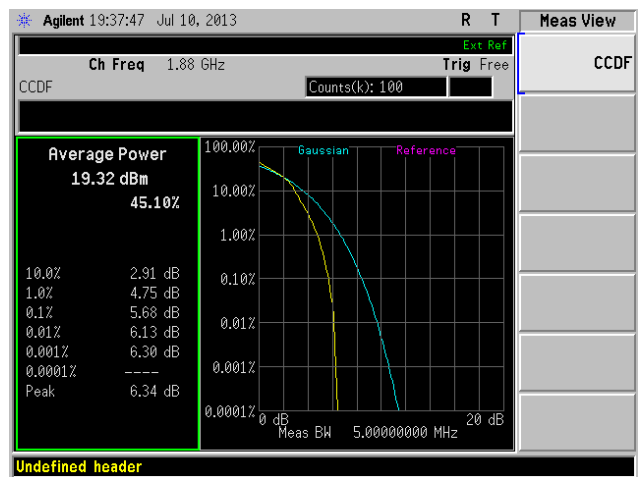 Agilent 19:37:47 Jul 10, 2013 R T
Meas View
Ext Ref
Ch Freq 1.88 GHz Trig Free
CCDF
CCDF Counts(k): 100
Average Power
19.32 dBm
45.10%
10.0% 2.91 dB
1.0% 4.75 dB
0.1% 5.68 dB
0.01% 6.13 dB
0.001% 6.30 dB
0.0001% ----
Peak 6.34 dB
100.00%
Gaussian Reference
10.00%
1.00%
0.10%
0.01%
0.001%
0.0001%
0 dB 20 dB
Meas BW 5.00000000 MHz
Undefined header